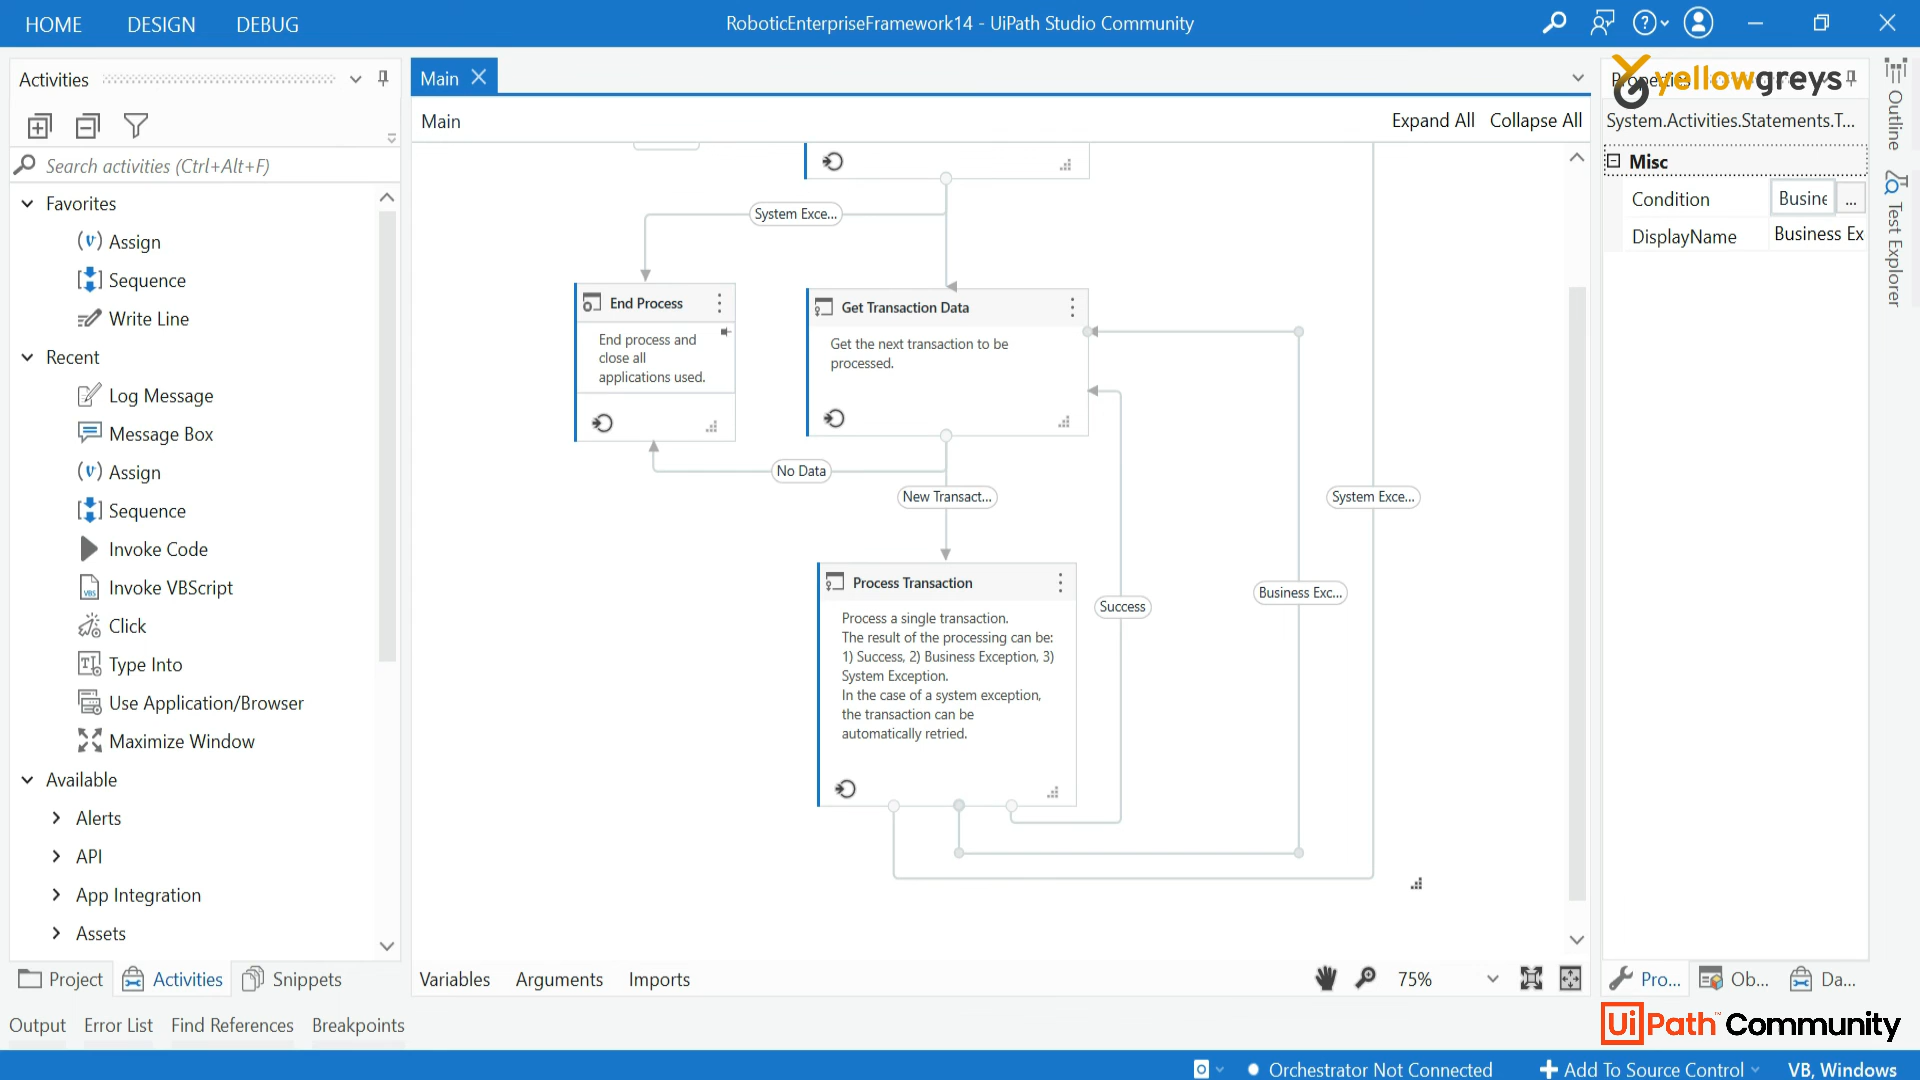 HOME DESIGN DEBUG
RoboticEnterpriseFramework14 - UiPath Studio Community
Activities
Search activities (Ctrl+Alt+F)
Favorites
Assign
Sequence
Write Line
Recent
Log Message
Message Box
Assign
Sequence
Invoke Code
Invoke VBScript
Click
Type Into
Use Application/Browser
Maximize Window
Available
Alerts
API
App Integration
Assets
Project Activities Snippets
Main
Main
Expand All Collapse All
System Exce...
End Process
End process and
close all
applications used.
Get Transaction Data
Get the next transaction to be
processed.
No Data
New Transact...
System Exce...
Process Transaction
Process a single transaction.
The result of the processing can be:
1) Success, 2) Business Exception, 3)
System Exception.
In the case of a system exception,
the transaction can be
automatically retried.
Success
Business Exc...
Variables Arguments Imports
75%
yellowgreys
System.Activities.Statements.T...
Misc
Condition Busine ...
DisplayName Business Ex
Outline
Test Explorer
Pro... Ob... Da...
Output Error List Find References Breakpoints
UiPath™ Community
Orchestrator Not Connected
Add To Source Control
VB, Windows